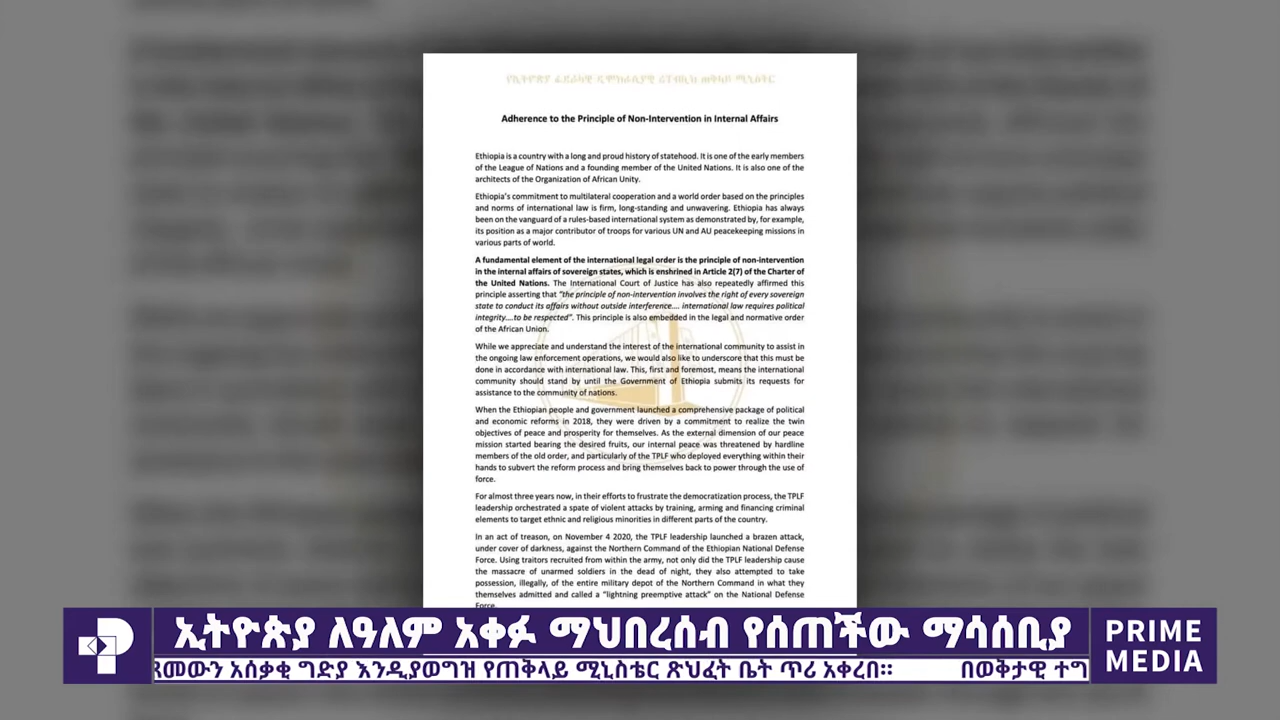 የኢትዮጵያ ፌደራላዊ ዲሞክራሲያዊ ሪፐብሊክ ጠቅላይ ሚኒስትር
Adherence to the Principle of Non-Intervention in Internal Affairs
Ethiopia is a country with a long and proud history of statehood. It is one of the early members
of the League of Nations and a founding member of the United Nations. It is also one of the
architects of the Organization of African Unity.
Ethiopia's commitment to multilateral cooperation and a world order based on the principles
and norms of international law is firm, long-standing and unwavering. Ethiopia has always
been on the vanguard of a rules-based international system as demonstrated by, for example,
its position as a major contributor of troops for various UN and AU peacekeeping missions in
various parts of world.
A fundamental element of the international legal order is the principle of non-intervention
in the internal affairs of sovereign states, which is enshrined in Article 2(7) of the Charter of
the United Nations. The International Court of Justice has also repeatedly affirmed this
principle asserting that "the principle of non-intervention involves the right of every sovereign
state to conduct its affairs without outside interference.... international law requires political
integrity....to be respected". This principle is also embedded in the legal and normative order
of the African Union.
While we appreciate and understand the interest of the international community to assist in
the ongoing law enforcement operations, we would also like to underscore that this must be
done in accordance with international law. This, first and foremost, means the international
community should stand by until the Government of Ethiopia submits its requests for
assistance to the community of nations.
When the Ethiopian people and government launched a comprehensive package of political
and economic reforms in 2018, they were driven by a commitment to realize the twin
objectives of peace and prosperity for themselves. As the external dimension of our peace
mission started bearing the desired fruits, our internal peace was threatened by hardline
members of the old order, and particularly of the TPLF who deployed everything within their
hands to subvert the reform process and bring themselves back to power through the use of
force.
For almost three years now, in their efforts to frustrate the democratization process, the TPLF
leadership orchestrated a spate of violent attacks by training, arming and financing criminal
elements to target ethnic and religious minorities in different parts of the country.
In an act of treason, on November 4 2020, the TPLF leadership launched a brazen attack,
under cover of darkness, against the Northern Command of the Ethiopian National Defense
Force. Using traitors recruited from within the army, not only did the TPLF leadership cause
the massacre of unarmed soldiers in the dead of night, they also attempted to take
possession, illegally, of the entire military depot of the Northern Command in what they
themselves admitted and called a "lightning preemptive attack" on the National Defense
Force.
ኢትዮጵያ ለዓለም አቀፉ ማህበረሰብ የሰጠችው ማሳሰቢያ
PRIME
MEDIA
ደመውን አሰቃቂ ግድያ እንዲያወግዝ የጠቅላይ ሚኒስቴር ጽህፈት ቤት ጥሪ አቀረበ። በወቅታዊ ተግ